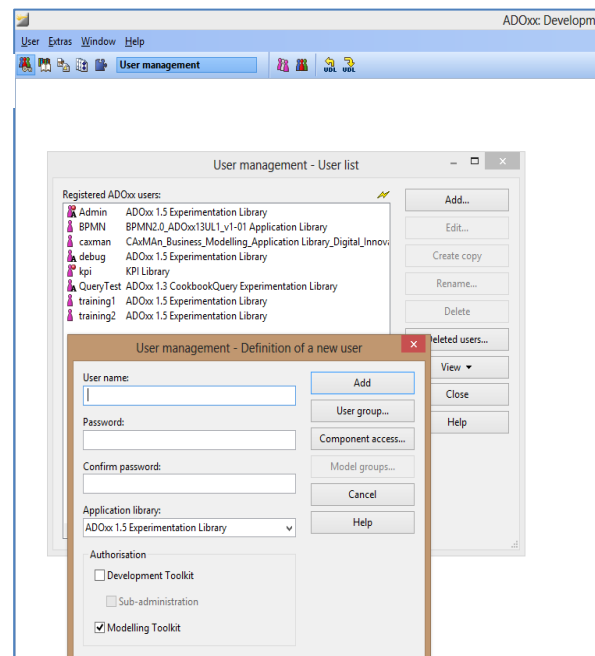 ADOxx: Developm
User Extras Window Help
User management
UDL UDL
User management - User list
Registered ADOxx users:
Add...
Admin ADOxx 1.5 Experimentation Library
BPMN BPMN2.0_ADOxx13UL1_v1-01 Application Library
Edit...
caxman CAxMAn_Business_Modelling_Application Library_Digital_Innova
debug ADOxx 1.5 Experimentation Library
Create copy
kpi KPI Library
QueryTest ADOxx 1.3 CookbookQuery Experimentation Library
Rename...
training1 ADOxx 1.5 Experimentation Library
training2 ADOxx 1.5 Experimentation Library
Delete
Deleted users...
View
Close
Help
User management - Definition of a new user
User name:
Add
User group...
Password:
Component access...
Confirm password:
Model groups...
Cancel
Application library:
ADOxx 1.5 Experimentation Library
Help
Authorisation
Development Toolkit
Sub-administration
Modelling Toolkit